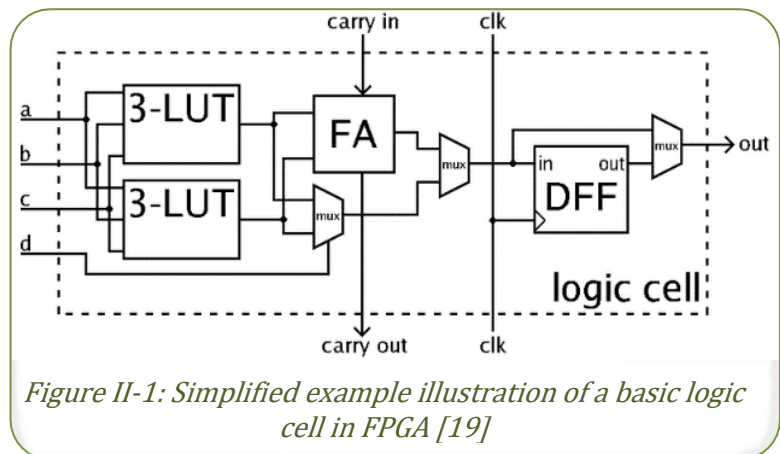 carry in
clk
a
3-LUT
FA
mux
out
b
mux
in
out
3-LUT
DFF
c
mux
d
logic cell
carry out
clk
Figure II-1: Simplified example illustration of a basic logic
cell in FPGA [19]